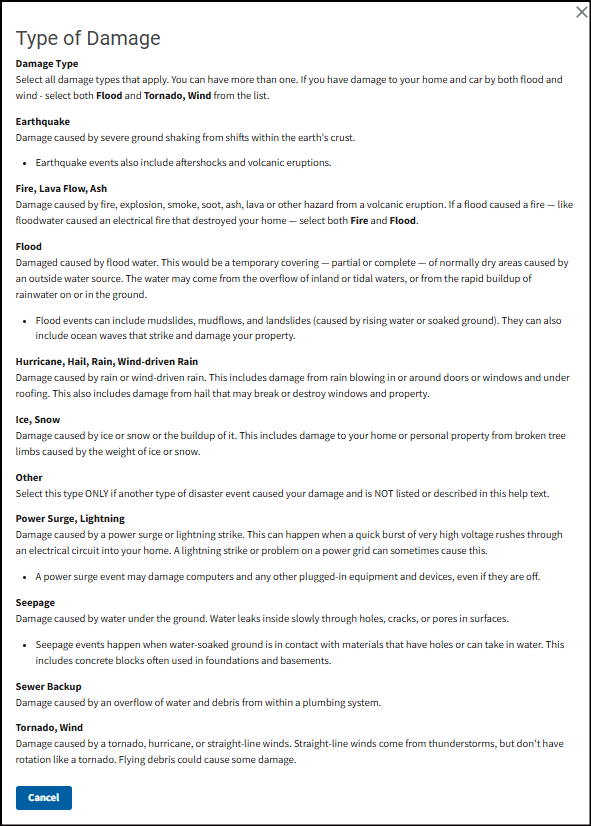 Type of Damage
Damage Type
Select all damage types that apply. You can have more than one. If you have damage to your home and car by both flood and
wind - select both Flood and Tornado, Wind from the list.
Earthquake
Damage caused by severe ground shaking from shifts within the earth's crust.
• Earthquake events also include aftershocks and volcanic eruptions.
Fire, Lava Flow, Ash
Damage caused by fire, explosion, smoke, soot, ash, lava or other hazard from a volcanic eruption. If a flood caused a fire — like
floodwater caused an electrical fire that destroyed your home — select both Fire and Flood.
Flood
Damaged caused by flood water. This would be a temporary covering — partial or complete — of normally dry areas caused by
an outside water source. The water may come from the overflow of inland or tidal waters, or from the rapid buildup of
rainwater on or in the ground.
• Flood events can include mudslides, mudflows, and landslides (caused by rising water or soaked ground). They can also
include ocean waves that strike and damage your property.
Hurricane, Hail, Rain, Wind-driven Rain
Damage caused by rain or wind-driven rain. This includes damage from rain blowing in or around doors or windows and under
roofing. This also includes damage from hail that may break or destroy windows and property.
Ice, Snow
Damage caused by ice or snow or the buildup of it. This includes damage to your home or personal property from broken tree
limbs caused by the weight of ice or snow.
Other
Select this type ONLY if another type of disaster event caused your damage and is NOT listed or described in this help text.
Power Surge, Lightning
Damage caused by a power surge or lightning strike. This can happen when a quick burst of very high voltage rushes through
an electrical circuit into your home. A lightning strike or problem on a power grid can sometimes cause this.
• A power surge event may damage computers and any other plugged-in equipment and devices, even if they are off.
Seepage
Damage caused by water under the ground. Water leaks inside slowly through holes, cracks, or pores in surfaces.
• Seepage events happen when water-soaked ground is in contact with materials that have holes or can take in water. This
includes concrete blocks often used in foundations and basements.
Sewer Backup
Damage caused by an overflow of water and debris from within a plumbing system.
Tornado, Wind
Damage caused by a tornado, hurricane, or straight-line winds. Straight-line winds come from thunderstorms, but don't have
rotation like a tornado. Flying debris could cause some damage.
Cancel